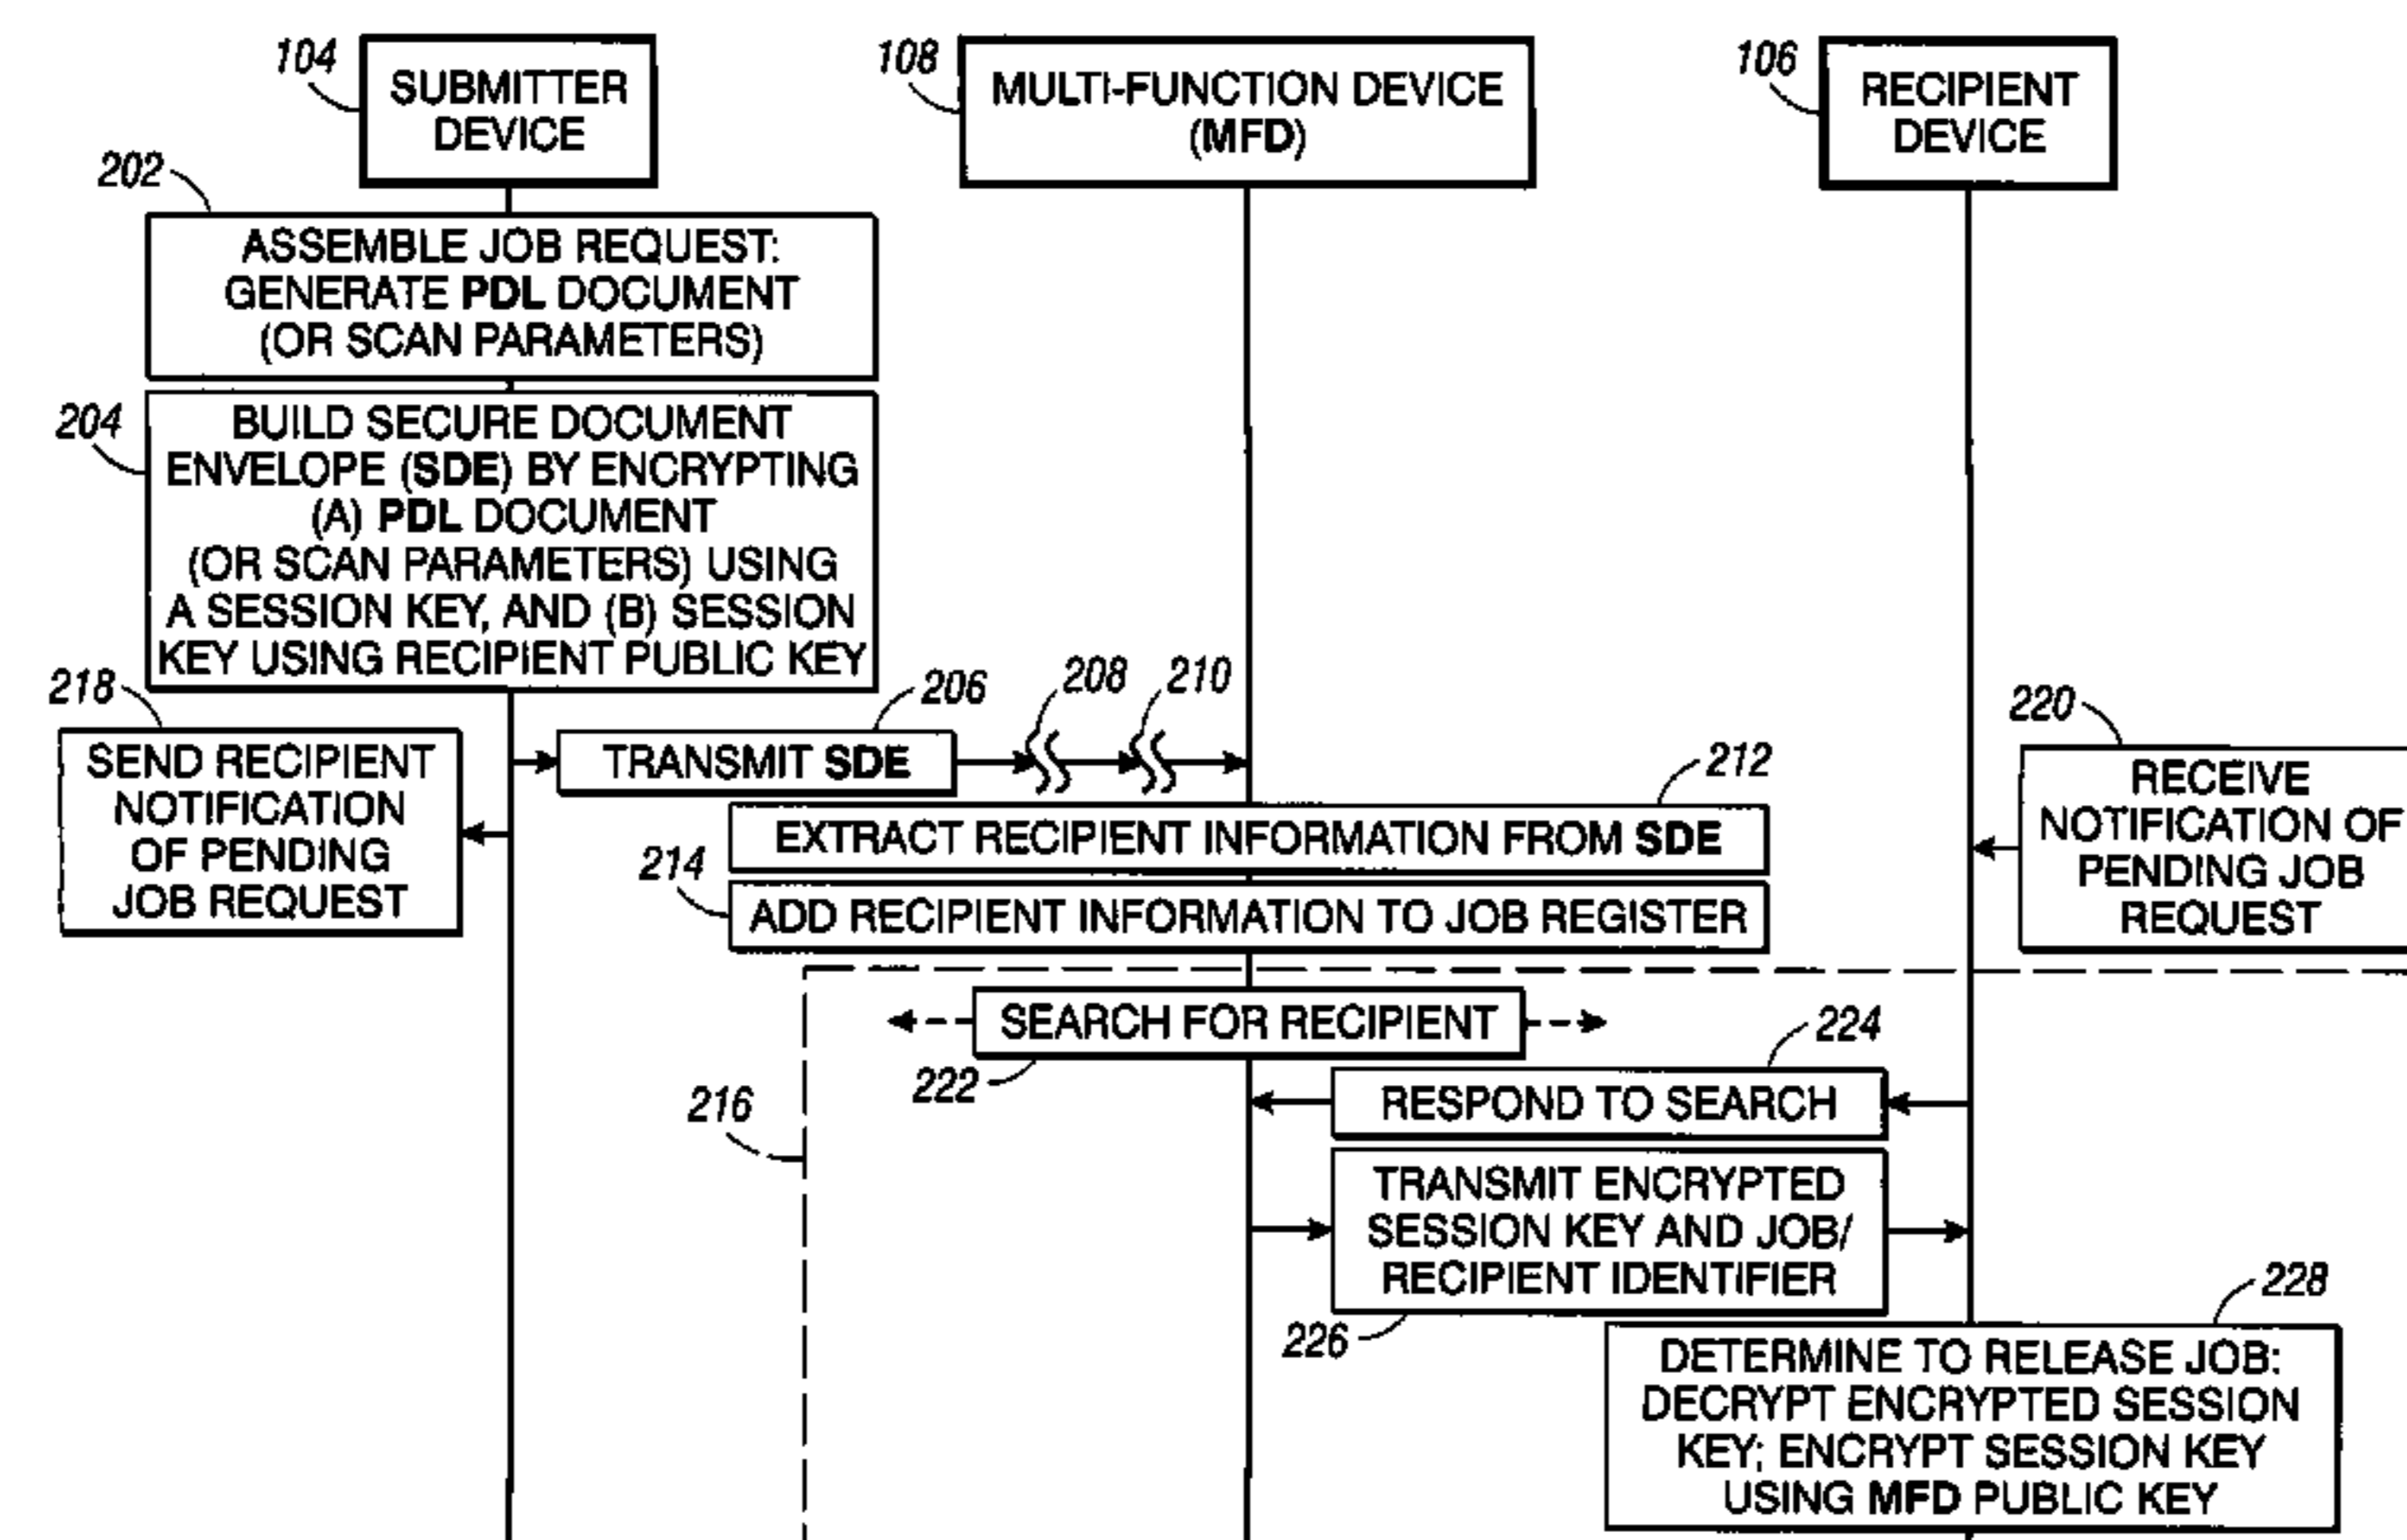 104
SUBMITTER
DEVICE
108
MULTI-FUNCTION DEVICE
(MFD)
106
RECIPIENT
DEVICE
202
ASSEMBLE JOB REQUEST:
GENERATE PDL DOCUMENT
(OR SCAN PARAMETERS)
204
BUILD SECURE DOCUMENT
ENVELOPE (SDE) BY ENCRYPTING
(A) PDL DOCUMENT
(OR SCAN PARAMETERS) USING
A SESSION KEY, AND (B) SESSION
KEY USING RECIPIENT PUBLIC KEY
218
SEND RECIPIENT
NOTIFICATION
OF PENDING
JOB REQUEST
206
TRANSMIT SDE
208
210
212
EXTRACT RECIPIENT INFORMATION FROM SDE
214
ADD RECIPIENT INFORMATION TO JOB REGISTER
220
RECEIVE
NOTIFICATION OF
PENDING JOB
REQUEST
216
SEARCH FOR RECIPIENT
222
224
RESPOND TO SEARCH
TRANSMIT ENCRYPTED
SESSION KEY AND JOB/
RECIPIENT IDENTIFIER
226
228
DETERMINE TO RELEASE JOB:
DECRYPT ENCRYPTED SESSION
KEY; ENCRYPT SESSION KEY
USING MFD PUBLIC KEY